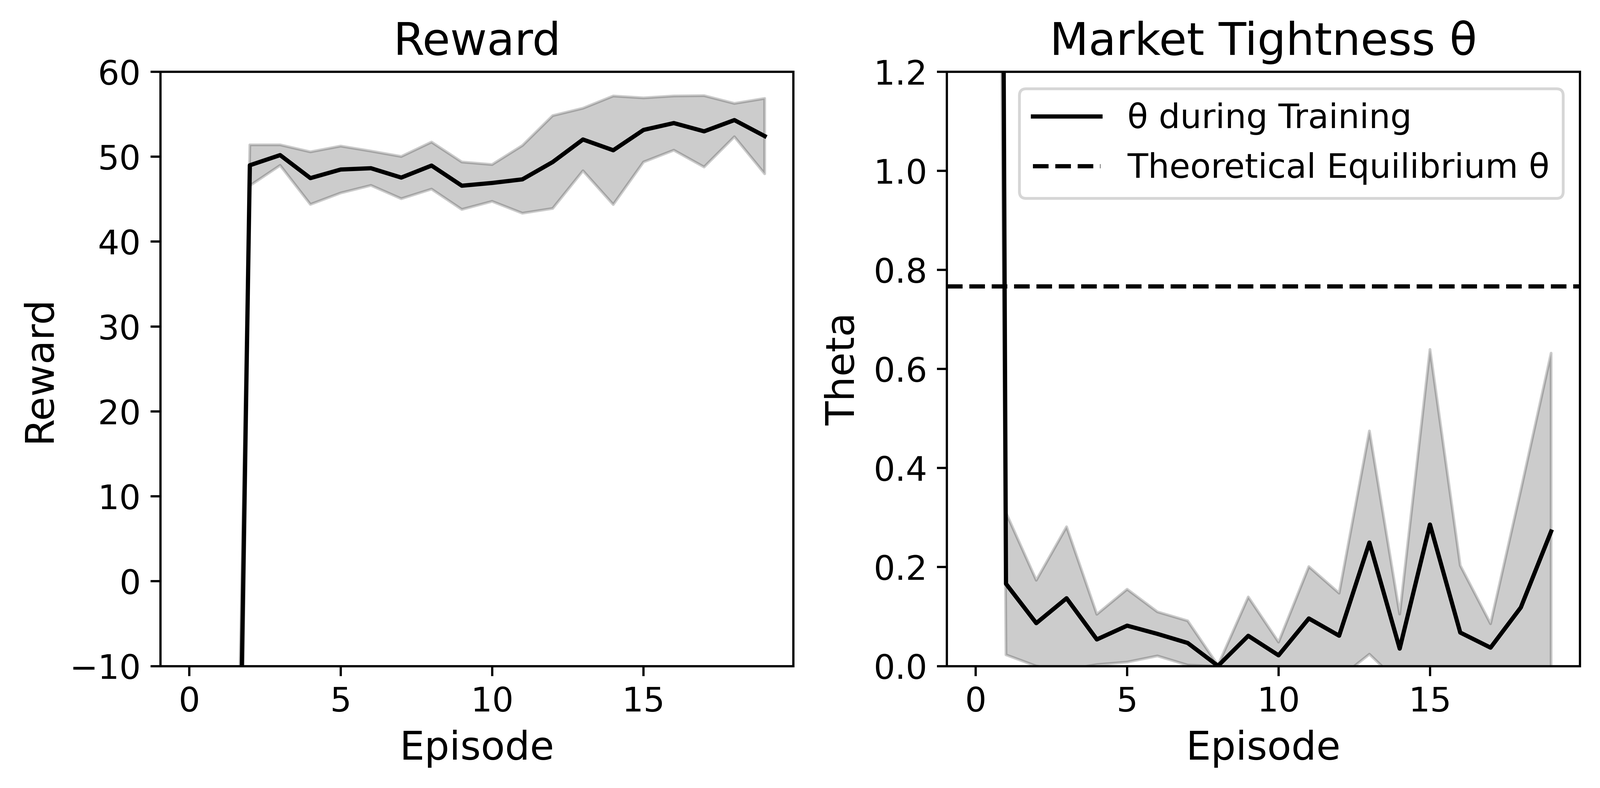 Reward
60
50
40
30
20
10
0
−10
Reward
0 5 10 15
Episode
Market Tightness θ
1.2
1.0
0.8
0.6
0.4
0.2
0.0
Theta
θ during Training
Theoretical Equilibrium θ
0 5 10 15
Episode